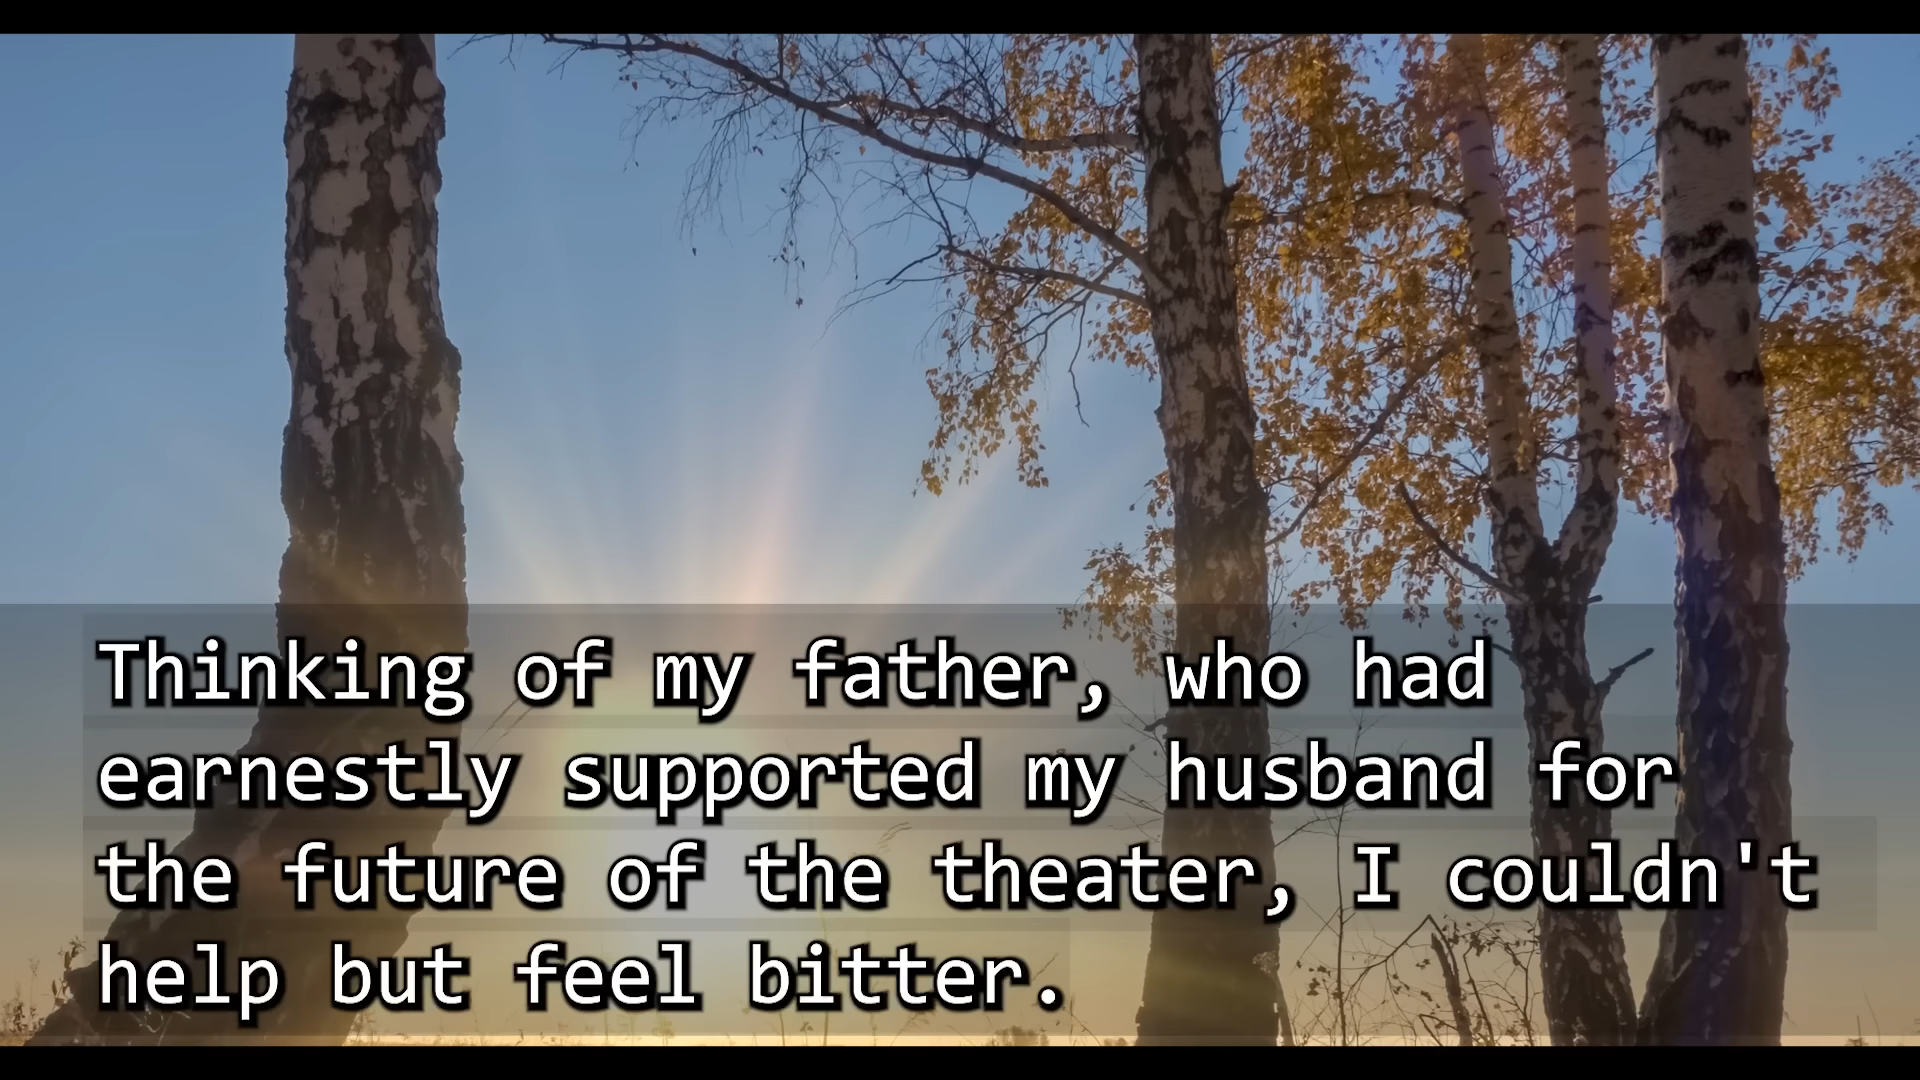 Thinking of my father, who had
earnestly supported my husband for
the future of the theater, I couldn't
help but feel bitter.